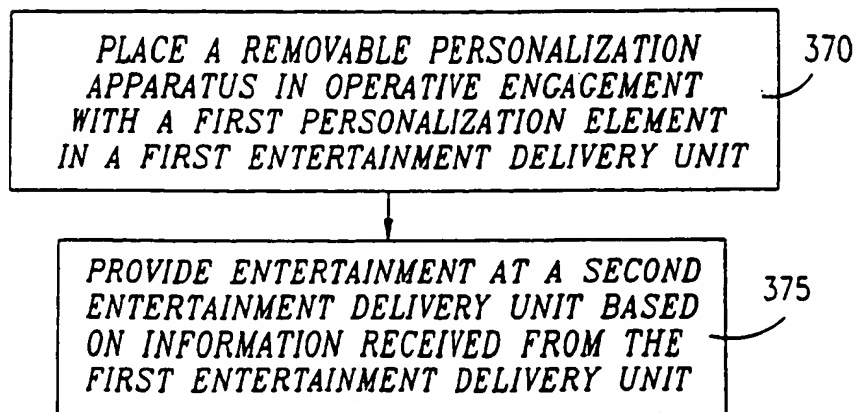 PLACE A REMOVABLE PERSONALIZATION
APPARATUS IN OPERATIVE ENGAGEMENT
WITH A FIRST PERSONALIZATION ELEMENT
IN A FIRST ENTERTAINMENT DELIVERY UNIT
370
PROVIDE ENTERTAINMENT AT A SECOND
ENTERTAINMENT DELIVERY UNIT BASED
ON INFORMATION RECEIVED FROM THE
FIRST ENTERTAINMENT DELIVERY UNIT
375